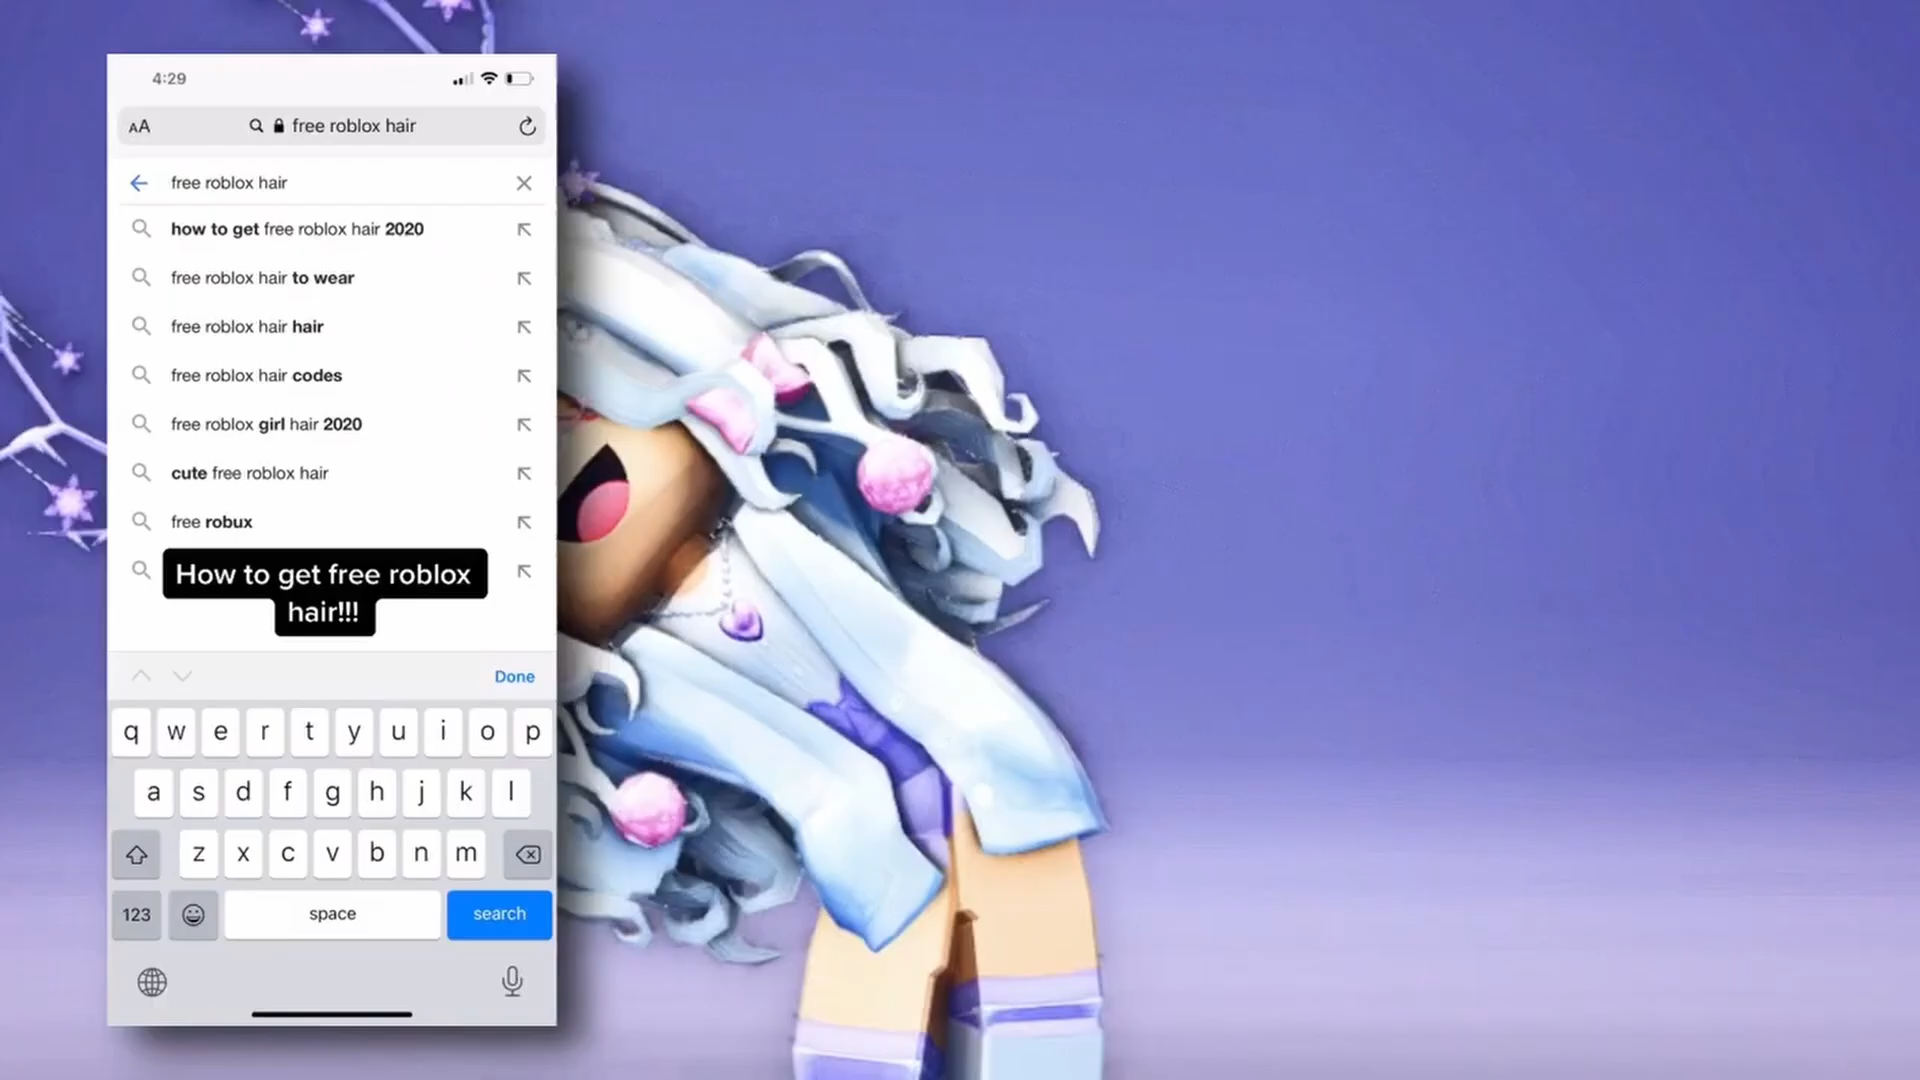 4:29
AA free roblox hair
free roblox hair
how to get free roblox hair 2020
free roblox hair to wear
free roblox hair hair
free roblox hair codes
free roblox girl hair 2020
cute free roblox hair
free robux
How to get free roblox
hair!!!
Done
q w e r t y u i o p
a s d f g h j k l
z x c v b n m
123 space search